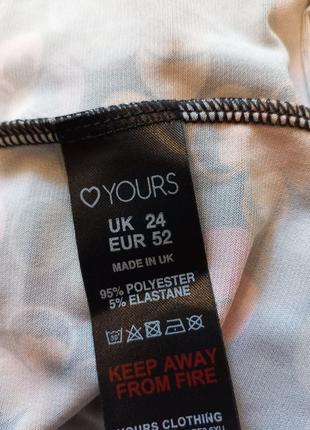 ♡ YOURS
UK 24
EUR 52
MADE IN UK
95% POLYESTER
5% ELASTANE
KEEP AWAY
FROM FIRE
YOURS CLOTHING